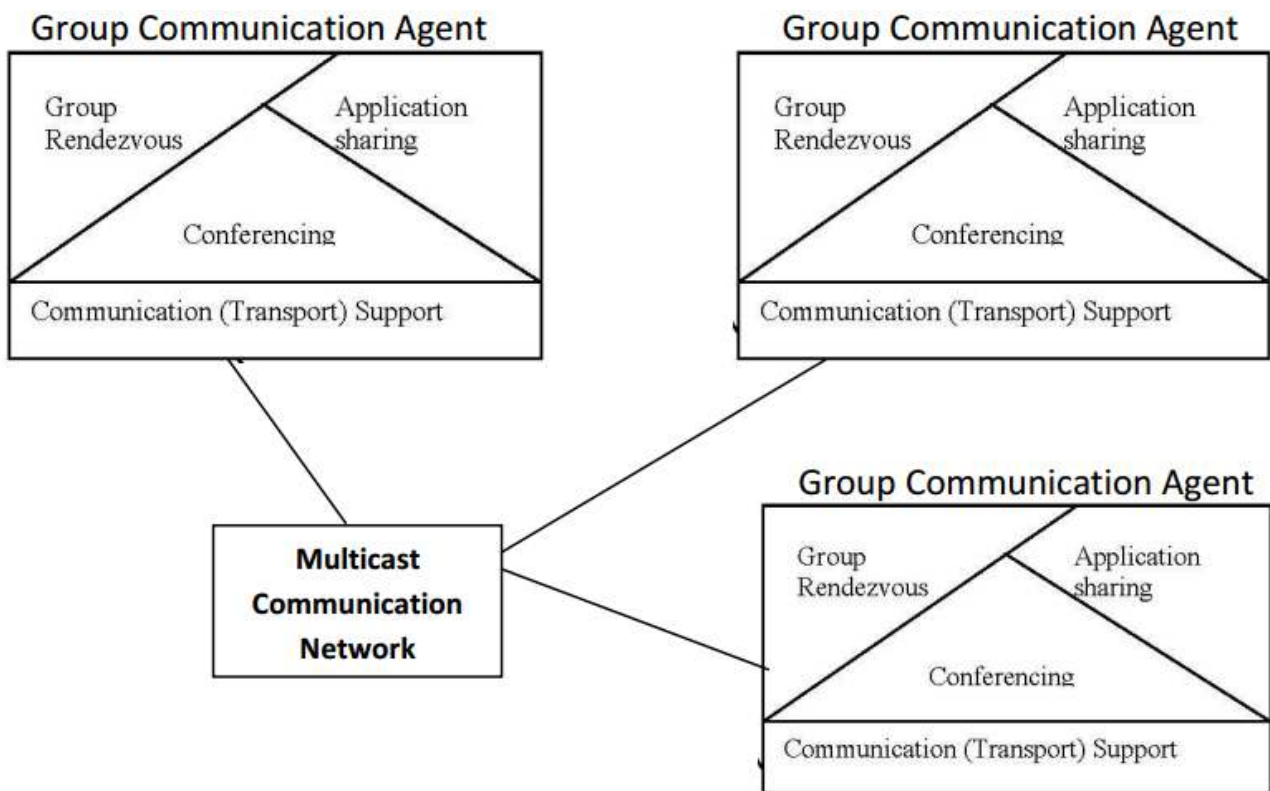 Group Communication Agent
Group
Rendezvous
Application
sharing
Conferencing
Communication (Transport) Support
Group Communication Agent
Group
Rendezvous
Application
sharing
Conferencing
Communication (Transport) Support
Multicast
Communication
Network
Group Communication Agent
Group
Rendezvous
Application
sharing
Conferencing
Communication (Transport) Support